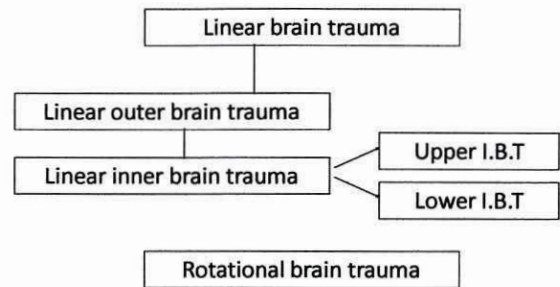 Linear brain trauma
Linear outer brain trauma
Linear inner brain trauma
Upper I.B.T
Lower I.B.T
Rotational brain trauma